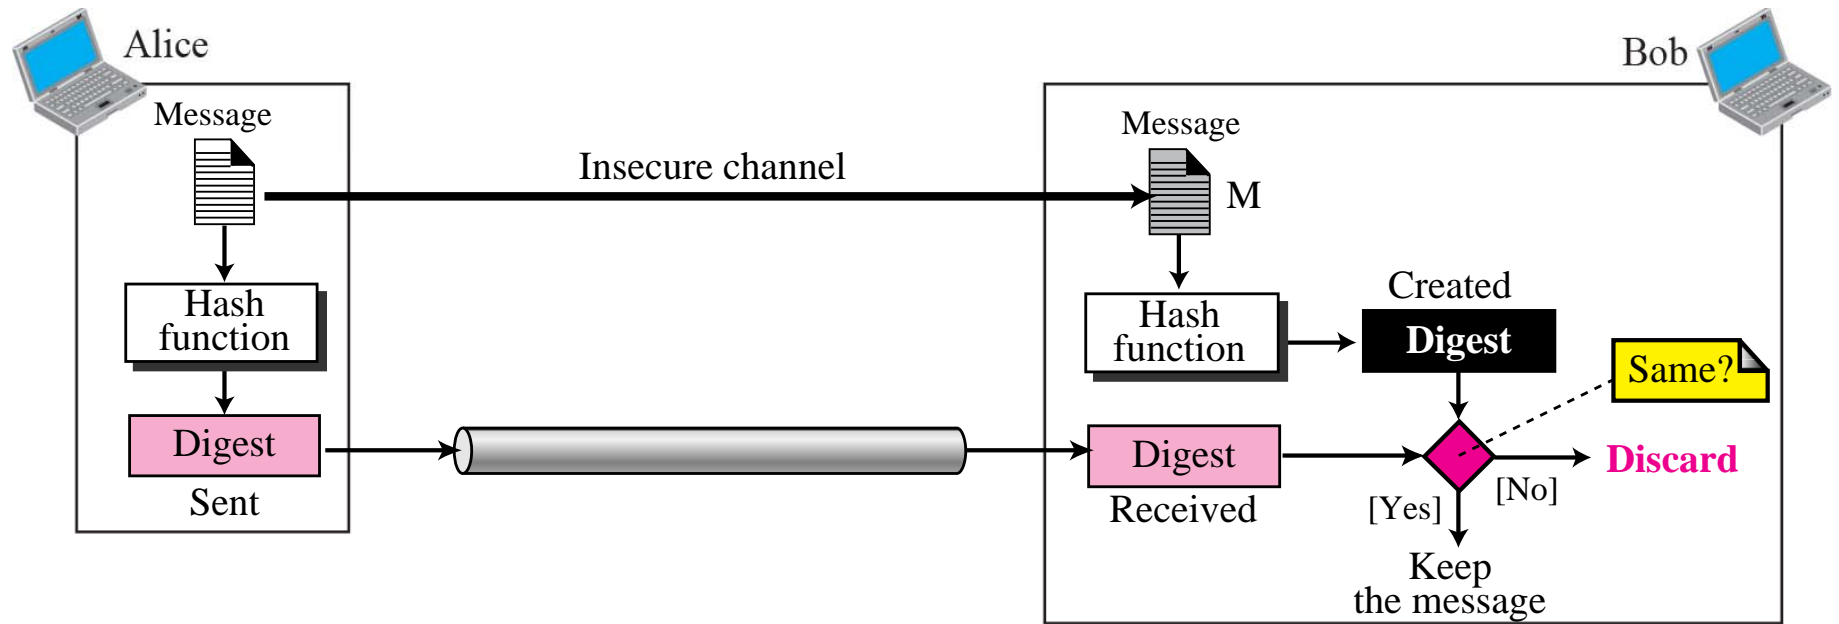 Alice
Bob
Message
Message
Insecure channel
M
Hash
function
Hash
function
Created
Digest
Same?
Digest
Sent
Digest
Received
Discard
[Yes]
[No]
Keep
the message